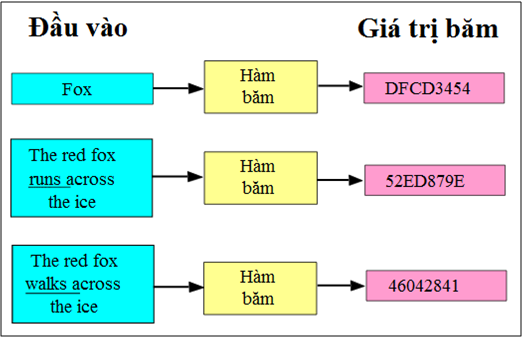 Đầu vào
Giá trị băm
Fox
Hàm
băm
DFCD3454
The red fox
runs across
the ice
Hàm
băm
52ED879E
The red fox
walks across
the ice
Hàm
băm
46042841